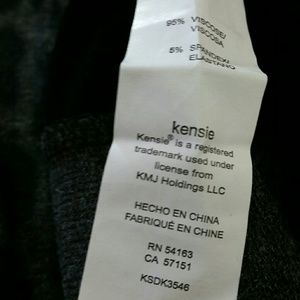 95% VISCOSE/
VISCOSA
5% SPANDEX/
ELASTANO
kensie
Kensie® is a registered
trademark used under
license from
KMJ Holdings LLC
HECHO EN CHINA
FABRIQUÉ EN CHINE
RN 54163
CA 57151
KSDK3546